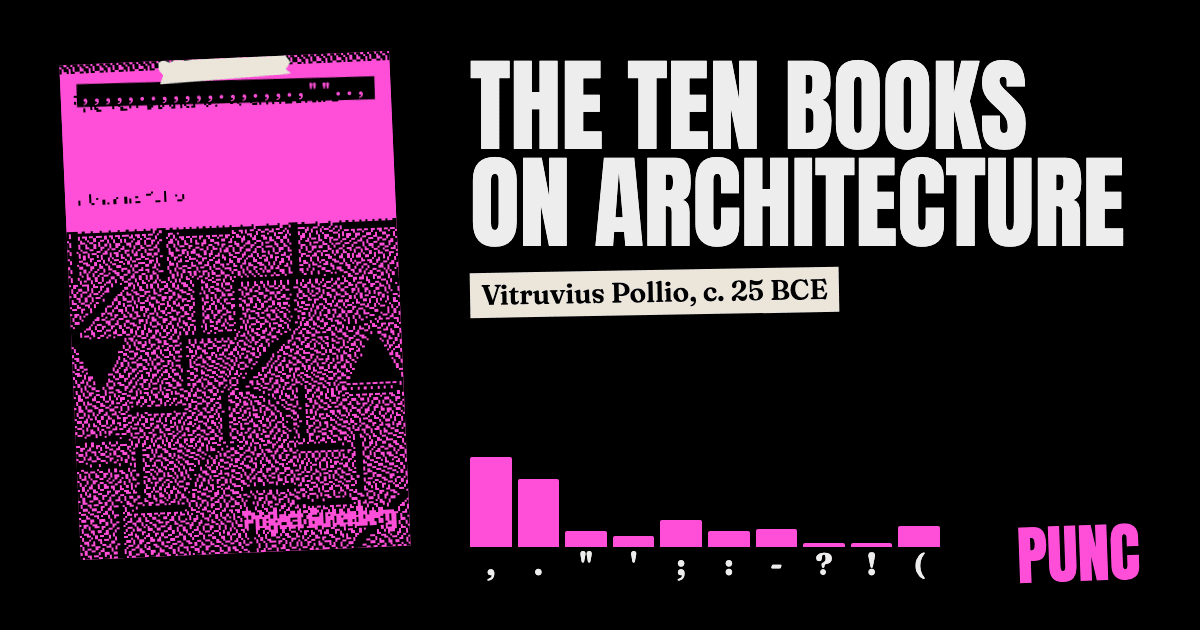 THE TEN BOOKS
ON ARCHITECTURE
Vitruvius Pollio, c. 25 BCE
, . " ' ; : - ? ! (
PUNC
Project Gutenberg